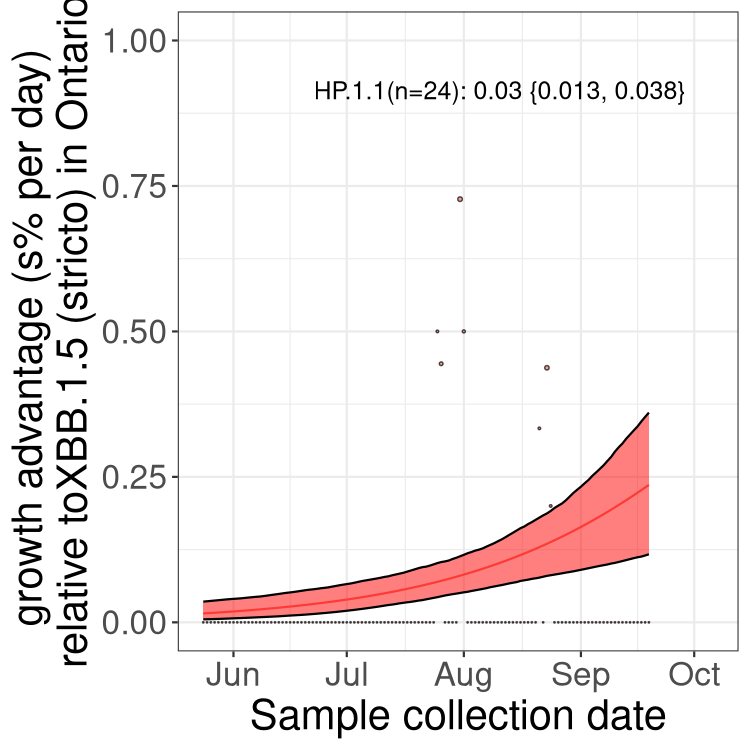 growth advantage (s% per day)
relative toXBB.1.5 (stricto) in Ontario
1.00
0.75
0.50
0.25
0.00
HP.1.1(n=24): 0.03 {0.013, 0.038}
Jun Jul Aug Sep Oct
Sample collection date